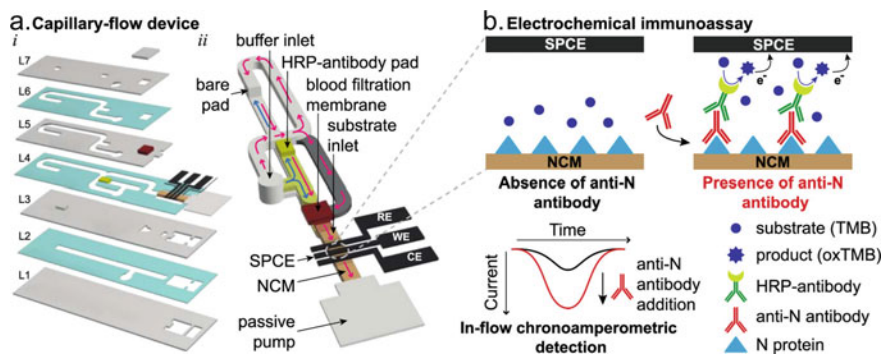 a. Capillary-flow device
i
ii
L7
L6
L5
L4
L3
L2
L1
buffer inlet
HRP-antibody pad
blood filtration
membrane
substrate
inlet
bare
pad
RE
WE
CE
SPCE
NCM
passive
pump
b. Electrochemical immunoassay
SPCE
NCM
Absence of anti-N
antibody
SPCE
e-
e-
NCM
Presence of anti-N
antibody
Time
Current
anti-N
antibody
addition
In-flow chronoamperometric
detection
substrate (TMB)
product (oxTMB)
HRP-antibody
anti-N antibody
N protein